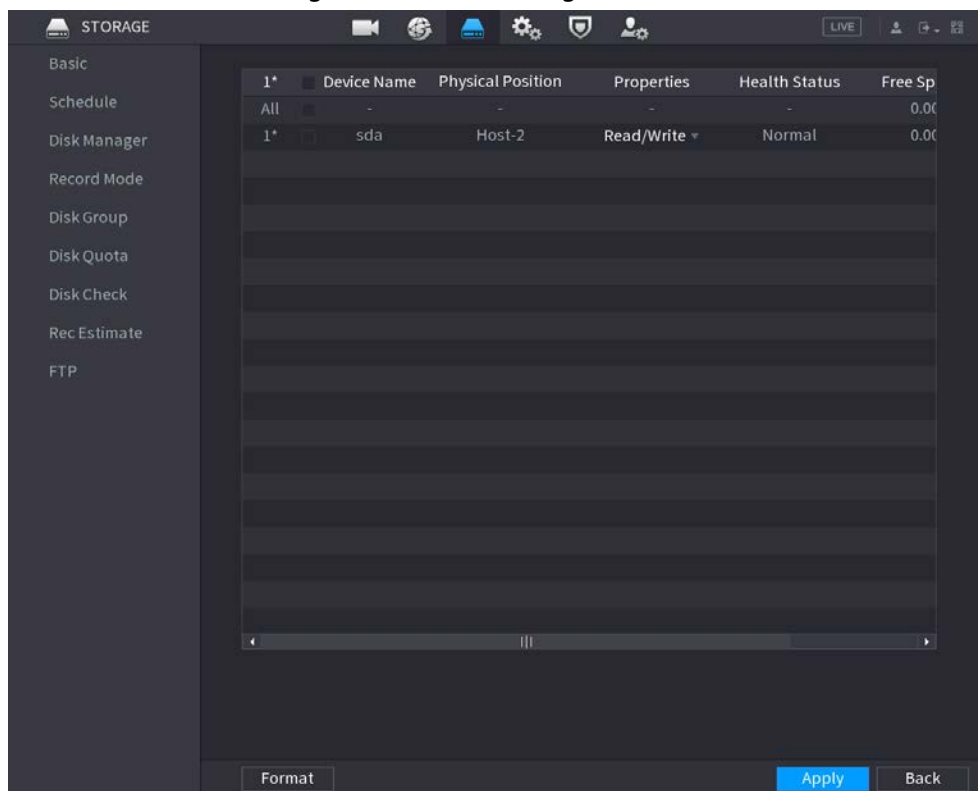 STORAGE LIVE
Basic
Schedule
Disk Manager
Record Mode
Disk Group
Disk Quota
Disk Check
Rec Estimate
FTP
1* Device Name Physical Position Properties Health Status Free Sp
All - - - - 0.00
1* sda Host-2 Read/Write Normal 0.00
Format Apply Back